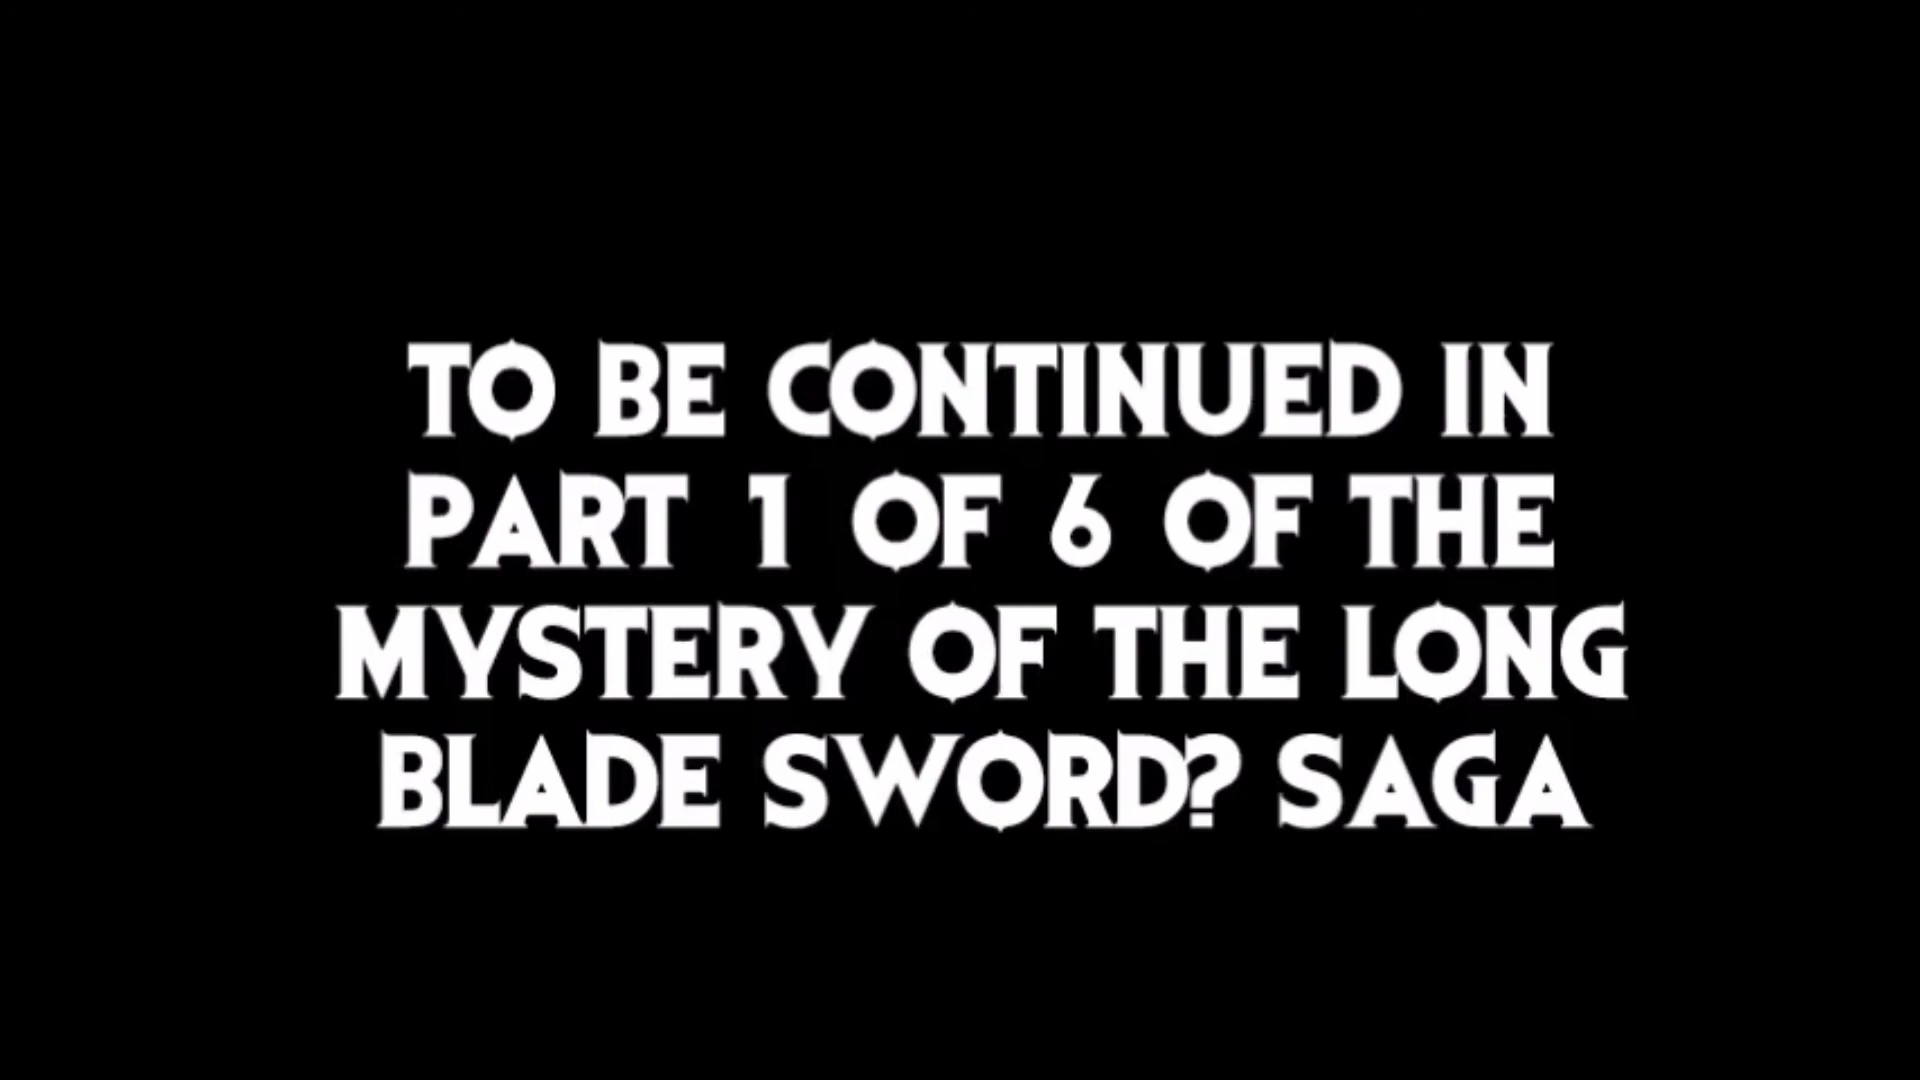 TO BE CONTINUED IN
PART 1 OF 6 OF THE
MYSTERY OF THE LONG
BLADE SWORD? SAGA